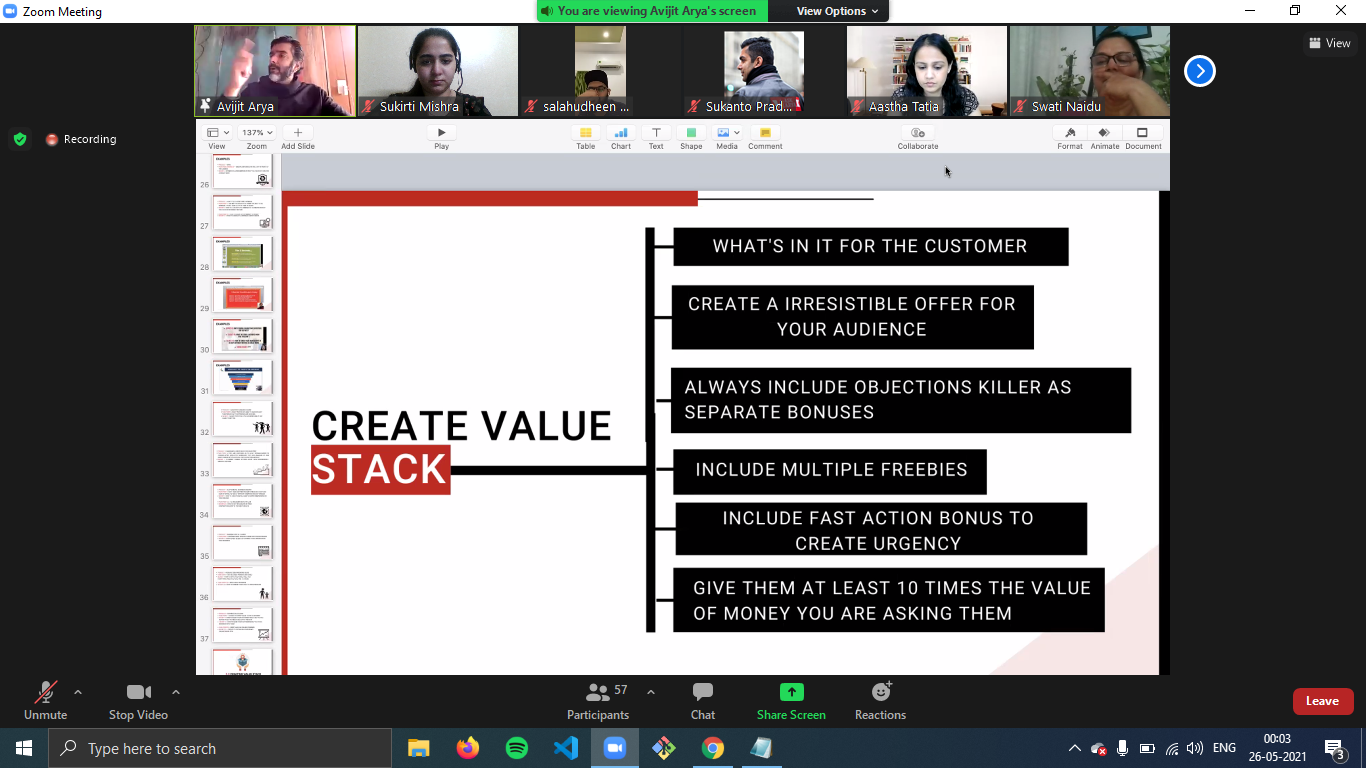 Zoom Meeting
You are viewing Avijit Arya's screen
View Options
View
Avijit Arya
Sukirti Mishra
salahudheen ...
Sukanto Prad...
Aastha Tatia
Swati Naidu
Recording
137%
View
Zoom
Add Slide
Play
Table
Chart
Text
Shape
Media
Comment
Collaborate
Format
Animate
Document
EXAMPLES
26
27
EXAMPLES
28
EXAMPLES
29
EXAMPLES
30
EXAMPLES
31
32
33
34
35
36
37
CREATE VALUE
STACK
WHAT'S IN IT FOR THE CUSTOMER
CREATE A IRRESISTIBLE OFFER FOR
YOUR AUDIENCE
ALWAYS INCLUDE OBJECTIONS KILLER AS
SEPARATE BONUSES
INCLUDE MULTIPLE FREEBIES
INCLUDE FAST ACTION BONUS TO
CREATE URGENCY
GIVE THEM AT LEAST 10 TIMES THE VALUE
OF MONEY YOU ARE ASKING THEM
Unmute
Stop Video
57
Participants
Chat
Share Screen
Reactions
Leave
Type here to search
ENG
00:03
26-05-2021
3